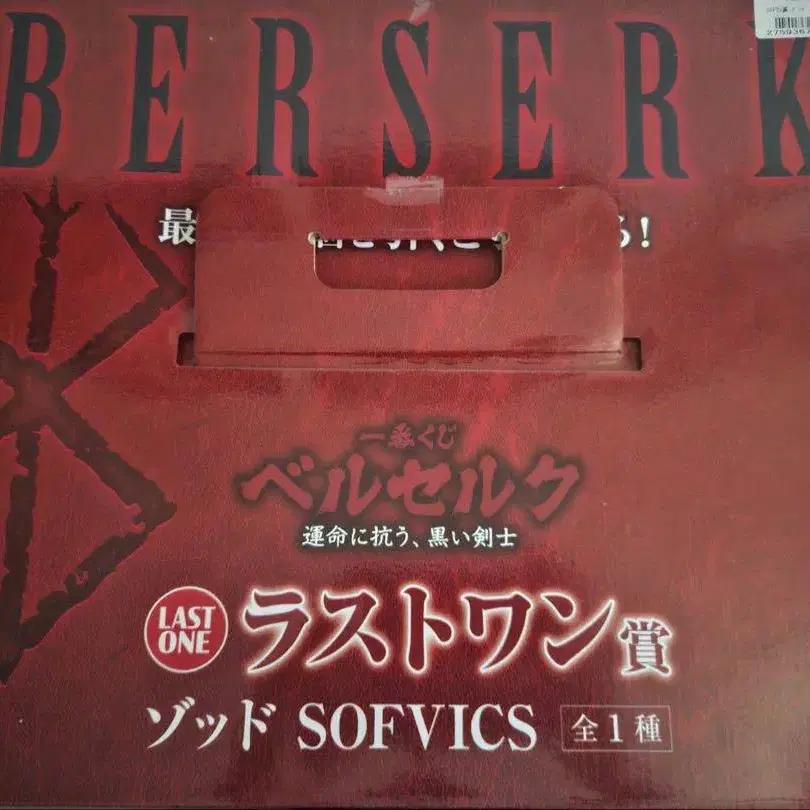 BERSERK
最 る!
一番くじ
ベルセルク
運命に抗う、黒い剣士
LAST
ONE
ラストワン賞
ゾッド SOFVICS 全1種